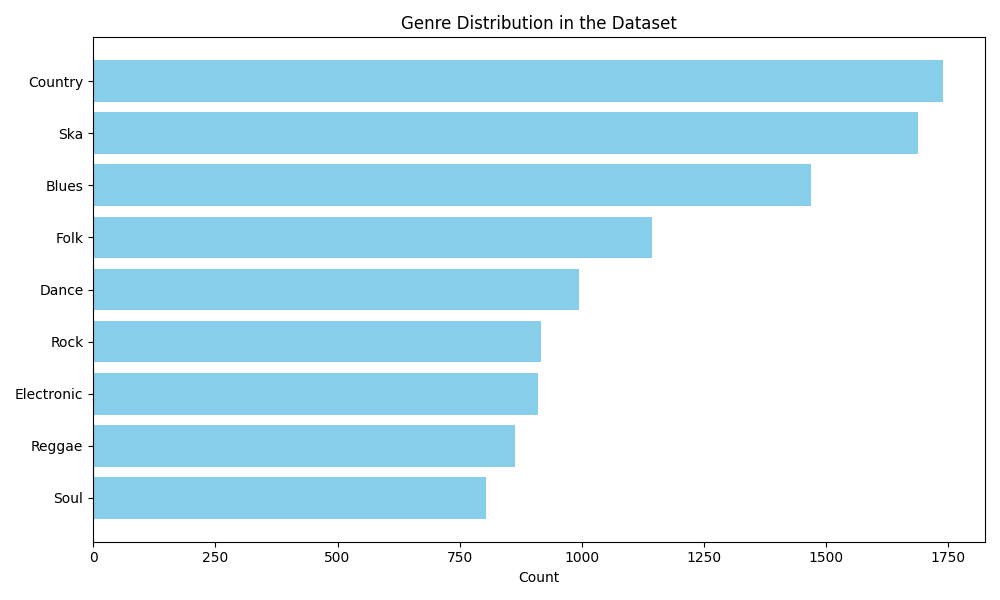 Genre Distribution in the Dataset
Country
Ska
Blues
Folk
Dance
Rock
Electronic
Reggae
Soul
0 250 500 750 1000 1250 1500 1750
Count